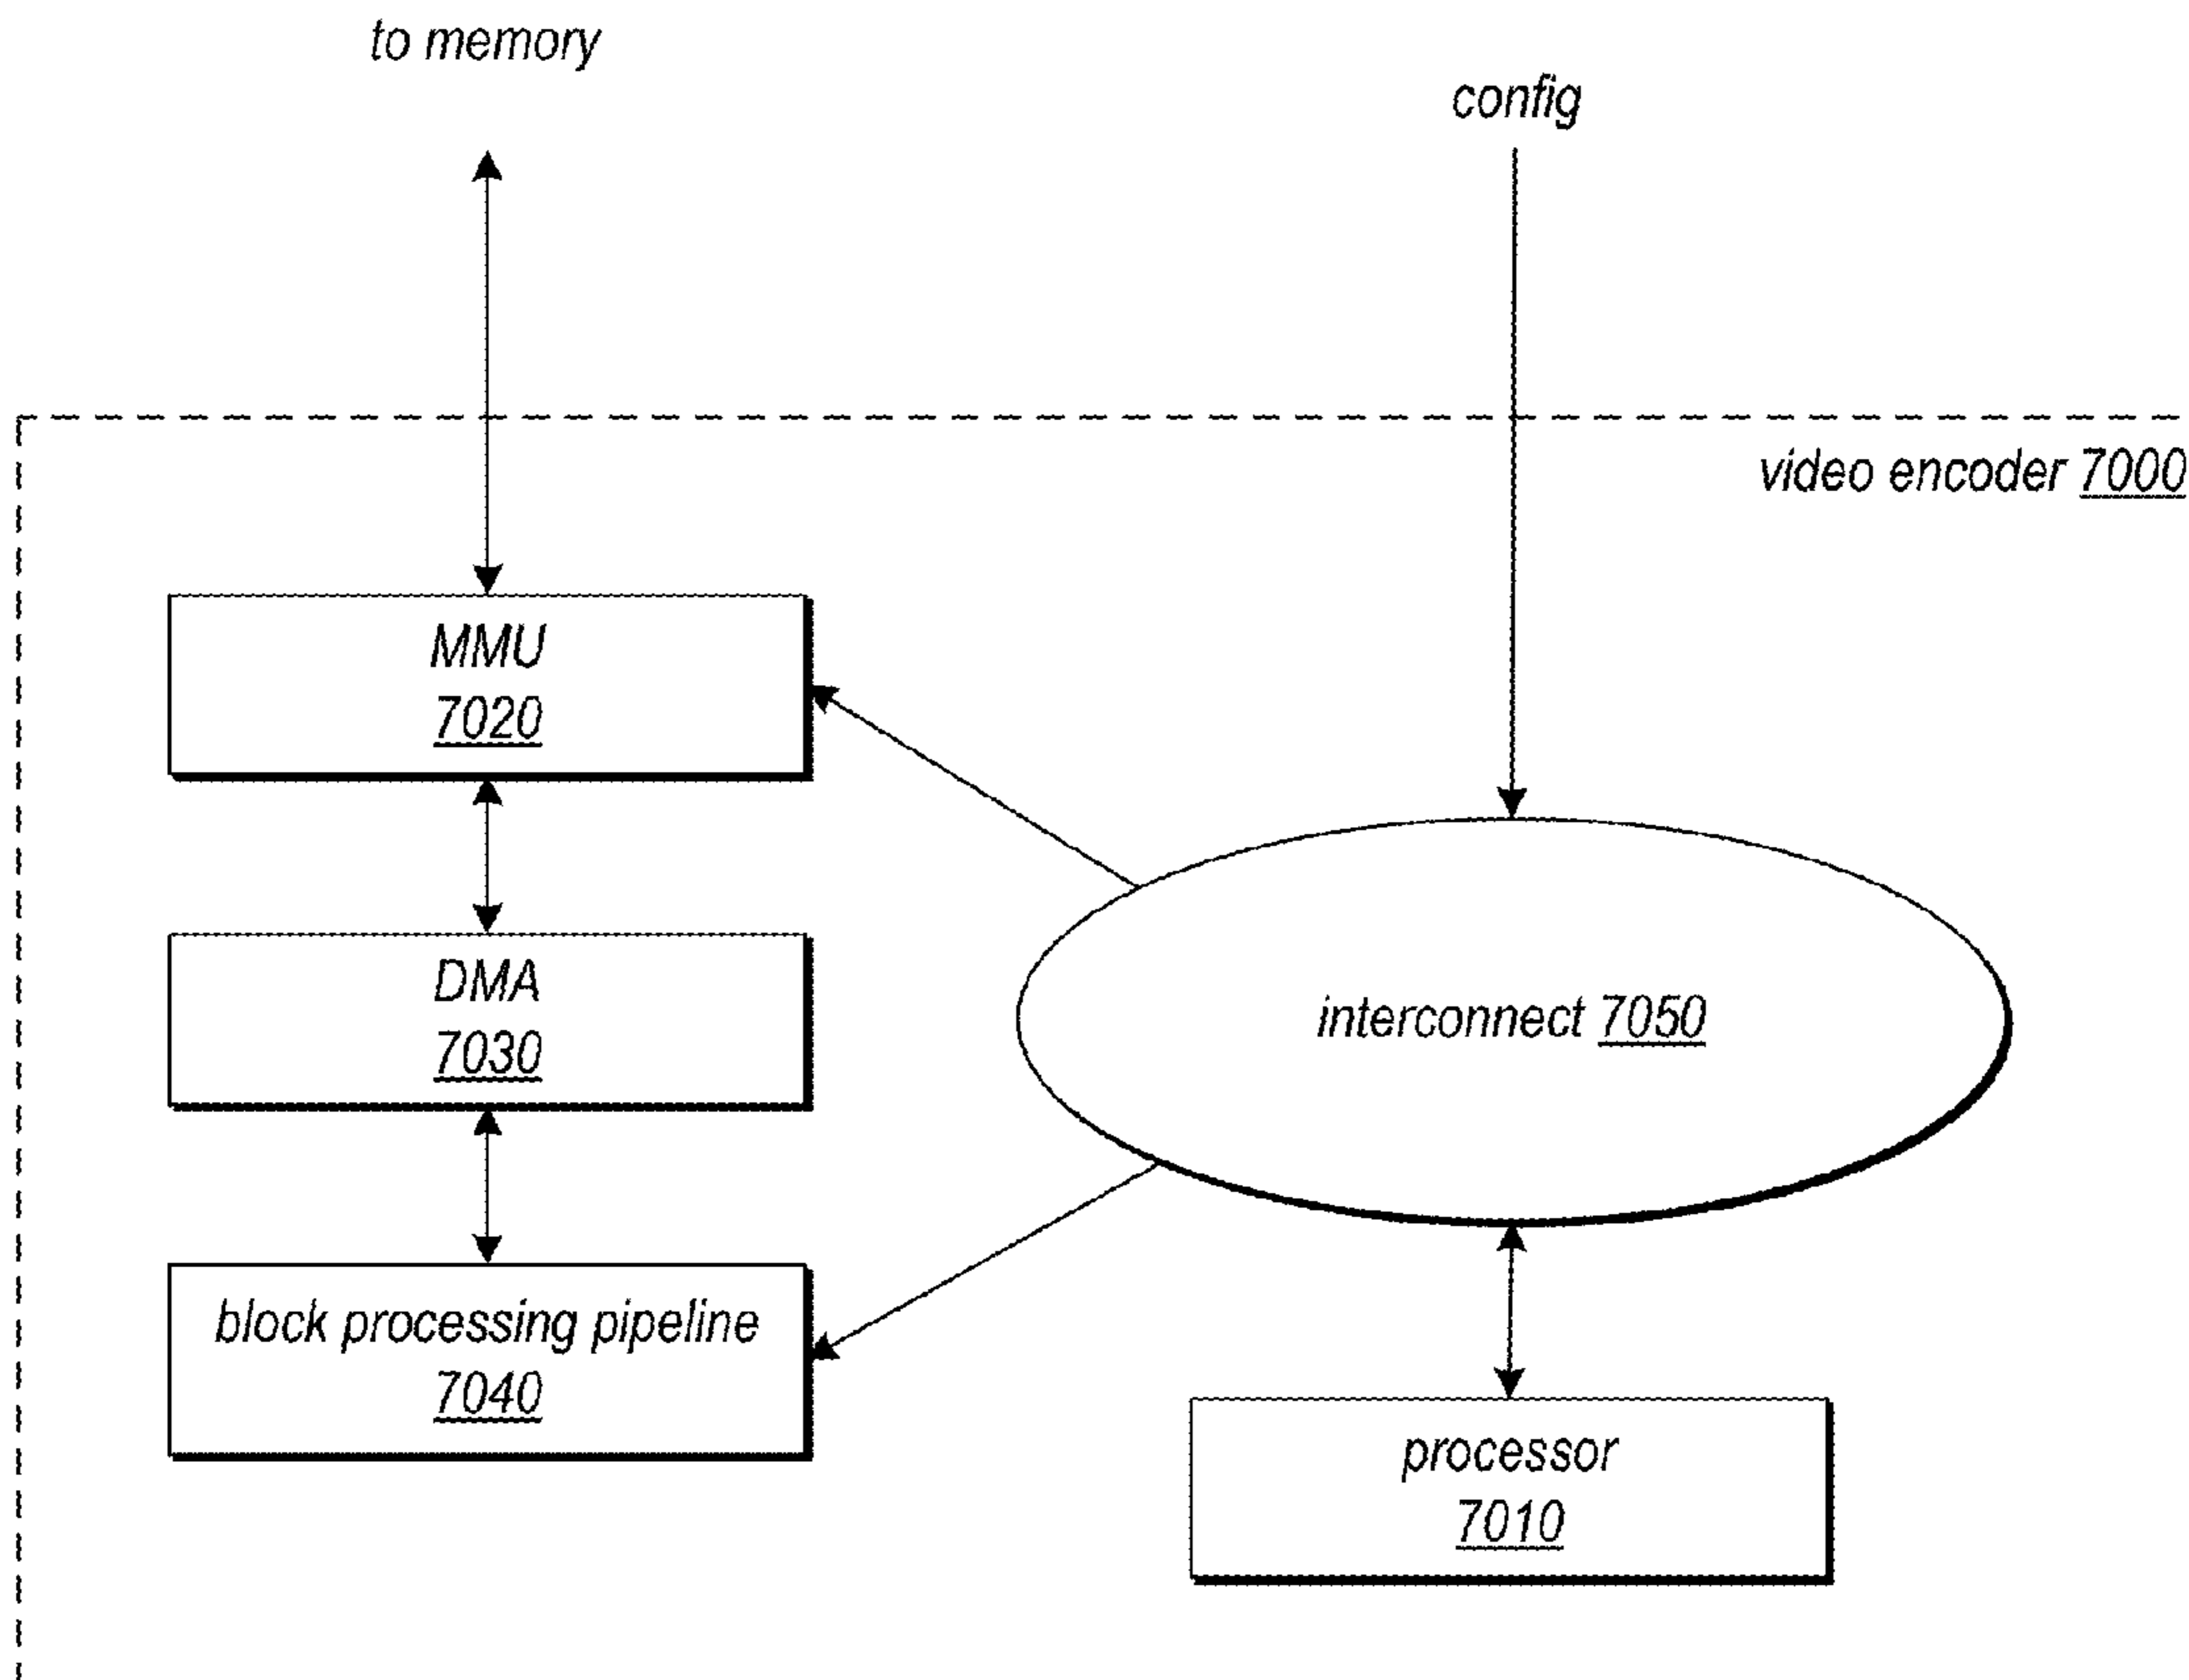 to memory
config
video encoder 7000
MMU
7020
DMA
7030
interconnect 7050
block processing pipeline
7040
processor
7010